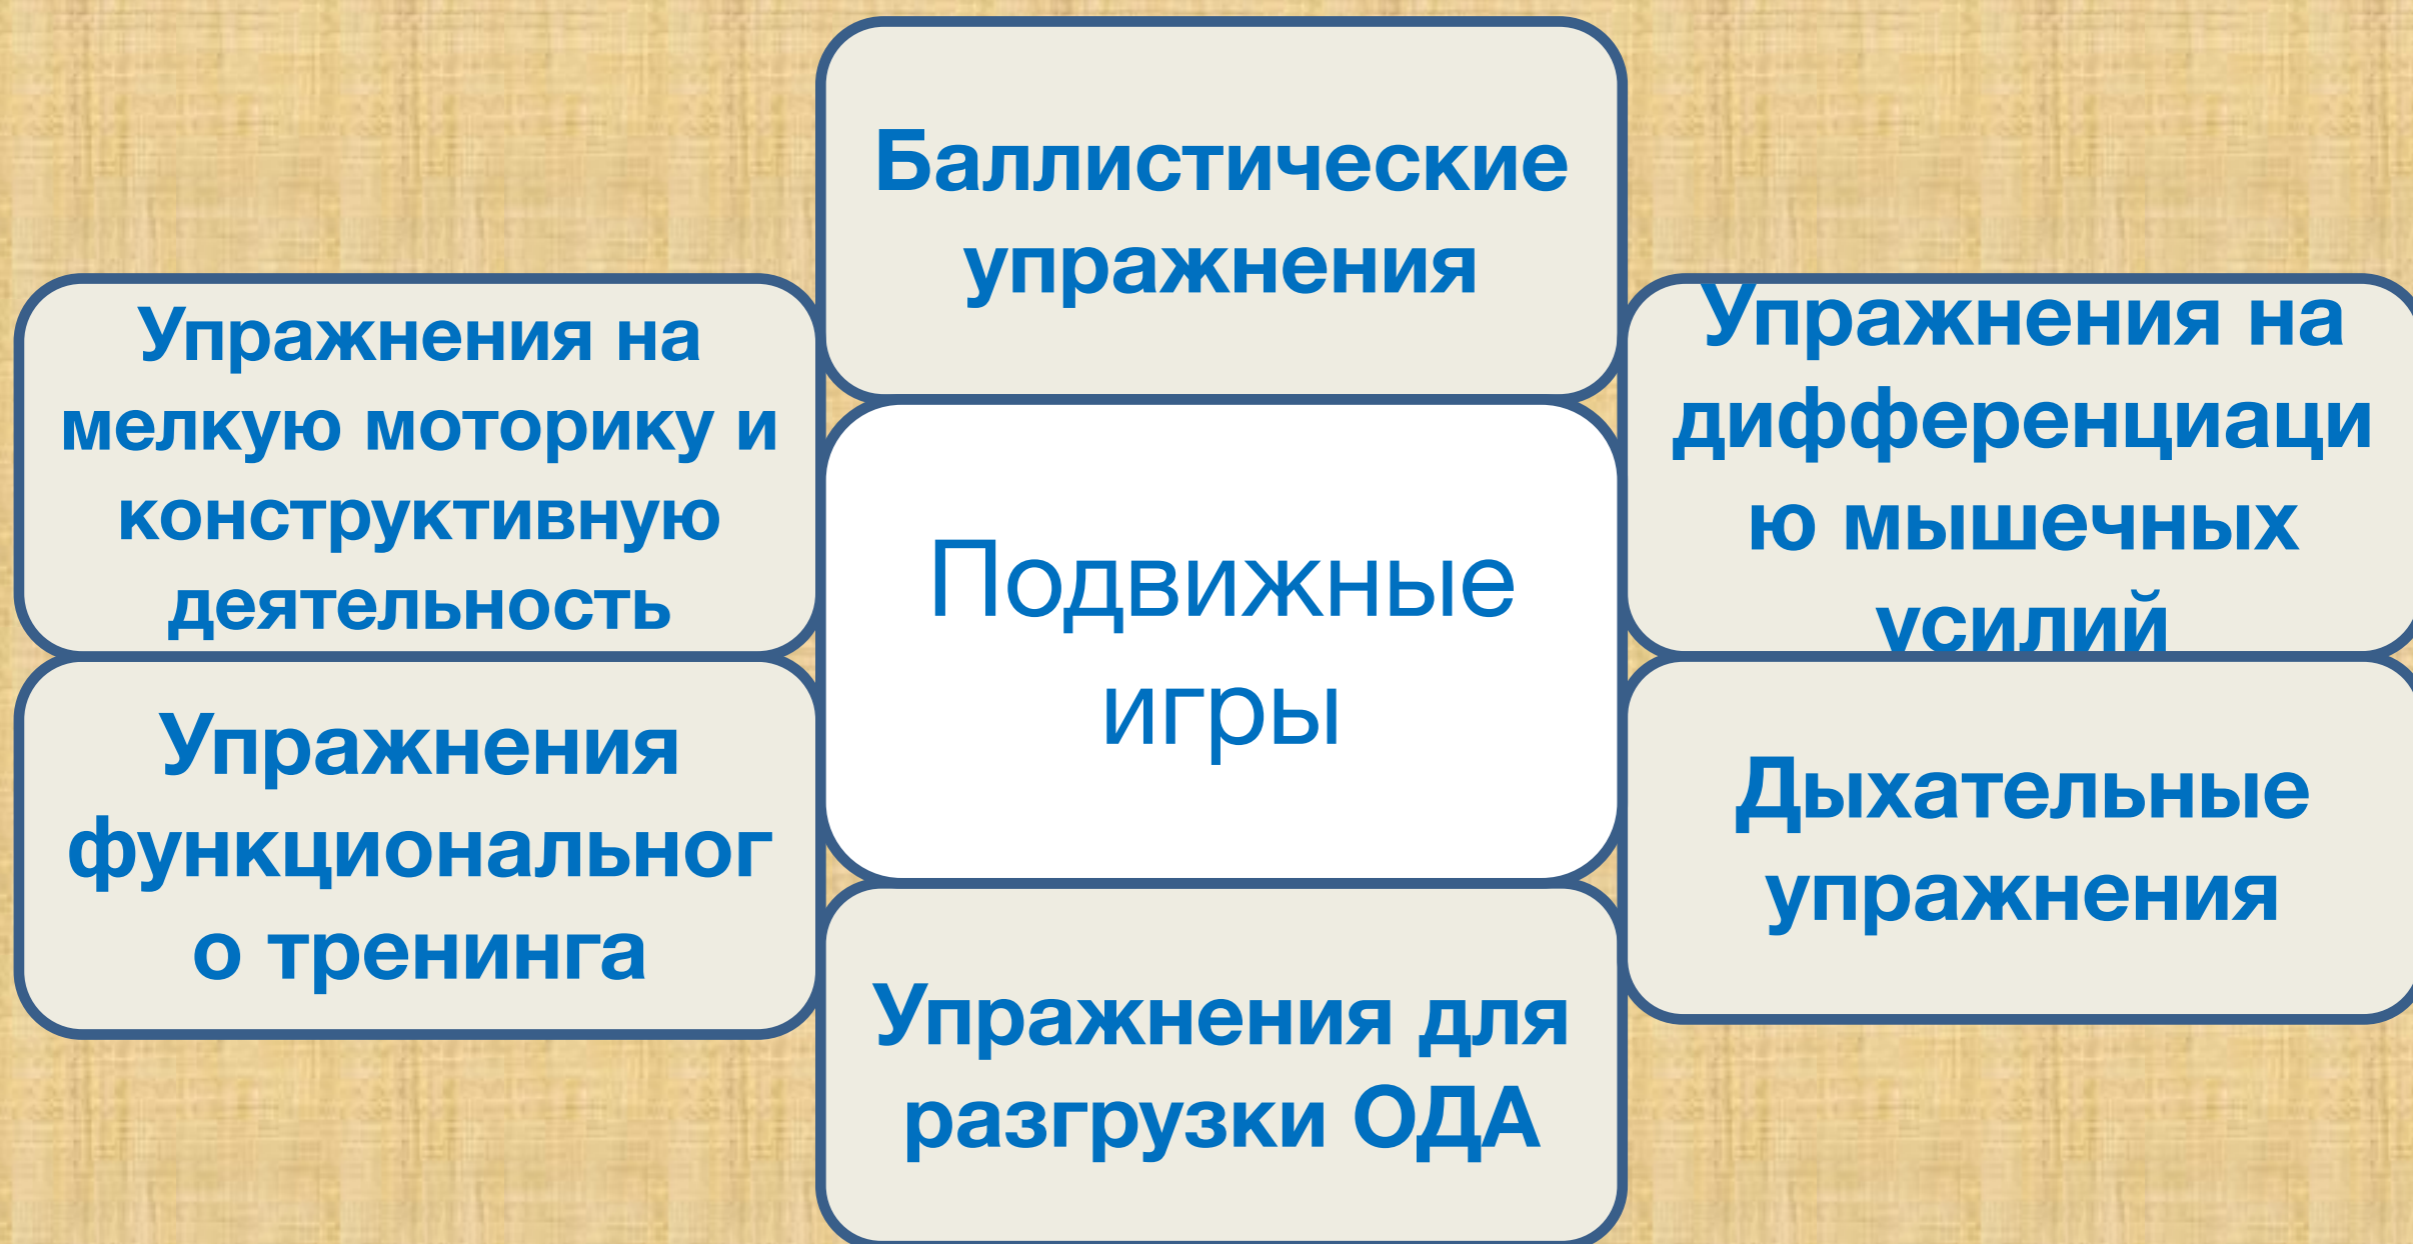 Баллистические
упражнения
Упражнения на
мелкую моторику и
конструктивную
деятельность
Упражнения на
дифференциаци
ю мышечных
усилий
Подвижные
игры
Упражнения
функциональног
о тренинга
Дыхательные
упражнения
Упражнения для
разгрузки ОДА